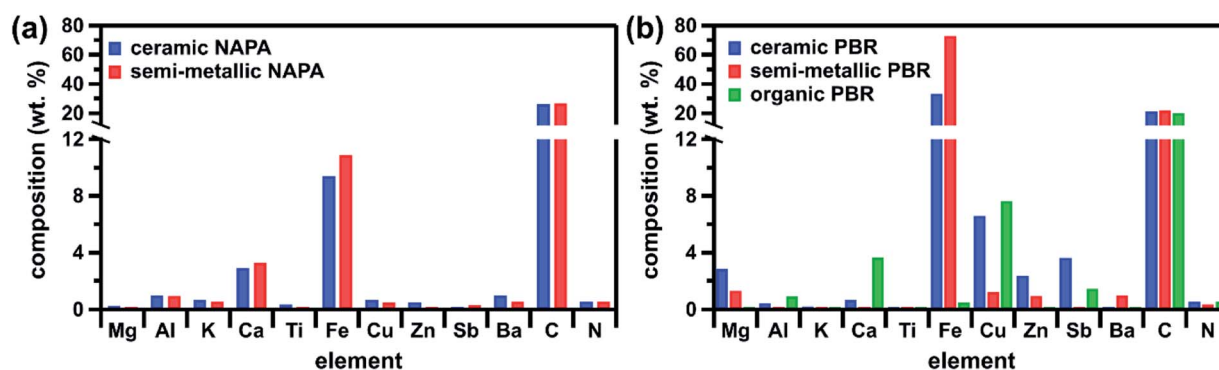 (a)
ceramic NAPA
semi-metallic NAPA
composition (wt. %)
80
60
40
20
12
8
4
0
Mg Al K Ca Ti Fe Cu Zn Sb Ba C N
element
(b)
ceramic PBR
semi-metallic PBR
organic PBR
composition (wt. %)
80
60
40
20
12
8
4
0
Mg Al K Ca Ti Fe Cu Zn Sb Ba C N
element